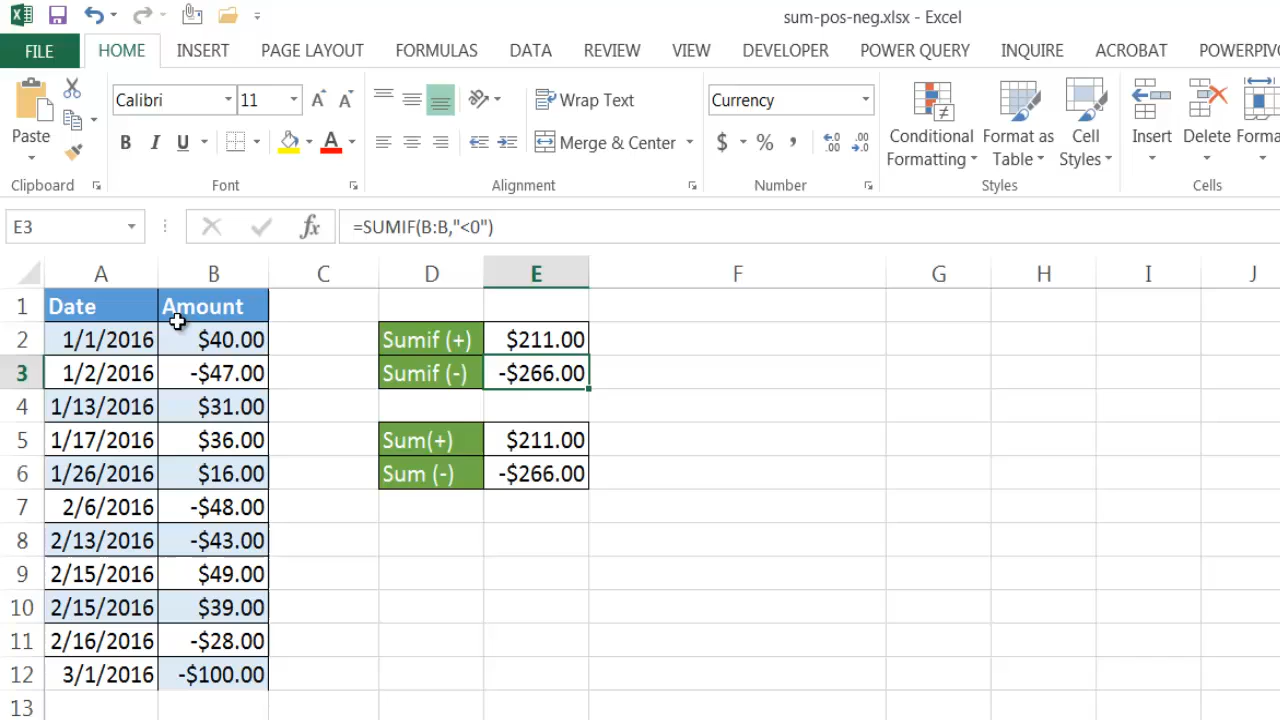 sum-pos-neg.xlsx - Excel
FILE HOME INSERT PAGE LAYOUT FORMULAS DATA REVIEW VIEW DEVELOPER POWER QUERY INQUIRE ACROBAT POWERPIV
Calibri 11 Wrap Text Currency
Paste B I U Merge & Center $ % , .00 .00 Conditional Formatting Format as Table Cell Styles Insert Delete Forma
Clipboard Font Alignment Number Styles Cells
E3 fx =SUMIF(B:B,"<0")
A B C D E F G H I J
1 Date Amount
2 1/1/2016 $40.00 Sumif (+) $211.00
3 1/2/2016 -$47.00 Sumif (-) -$266.00
4 1/13/2016 $31.00
5 1/17/2016 $36.00 Sum(+) $211.00
6 1/26/2016 $16.00 Sum (-) -$266.00
7 2/6/2016 -$48.00
8 2/13/2016 -$43.00
9 2/15/2016 $49.00
10 2/15/2016 $39.00
11 2/16/2016 -$28.00
12 3/1/2016 -$100.00
13